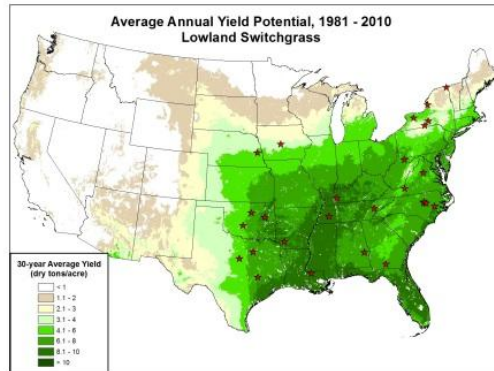 Average Annual Yield Potential, 1981 - 2010
Lowland Switchgrass
30-year Average Yield
(dry tons/acre)
< 1
1.1 - 2
2.1 - 3
3.1 - 4
4.1 - 6
6.1 - 8
8.1 - 10
> 10